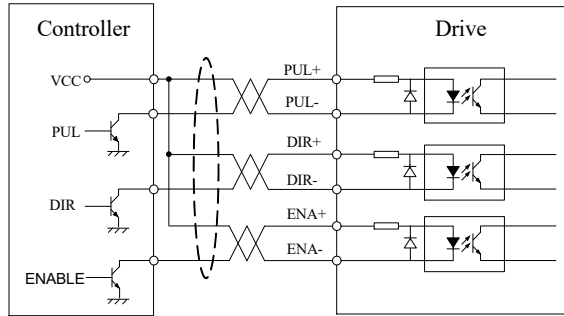 Controller
Drive
VCC
PUL+
PUL-
PUL
DIR+
DIR-
DIR
ENA+
ENA-
ENABLE